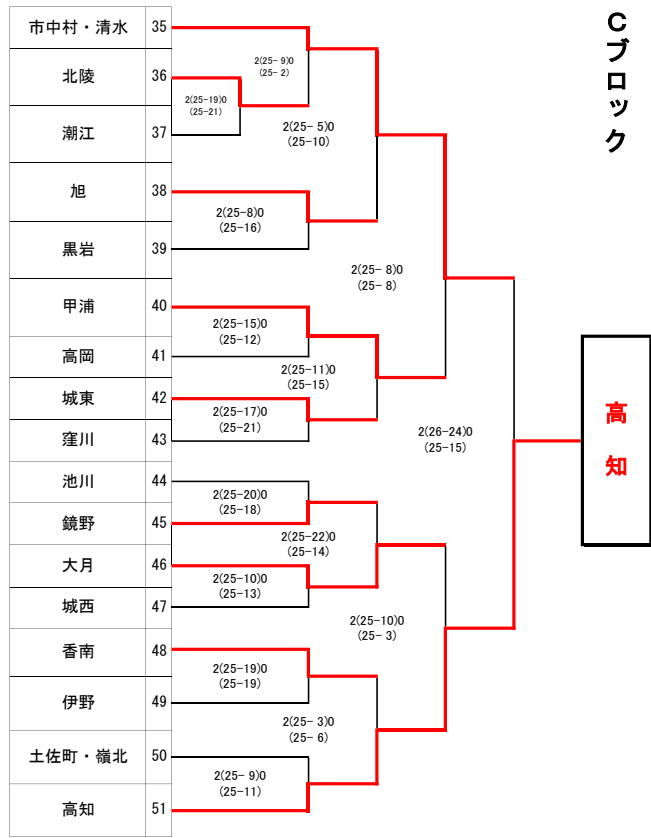 Cブロック
市中村・清水 35
北陵 36
潮江 37
旭 38
黒岩 39
甲浦 40
高岡 41
城東 42
窪川 43
池川 44
鏡野 45
大月 46
城西 47
香南 48
伊野 49
土佐町・嶺北 50
高知 51
2(25-19)0
(25-21)
2(25- 9)0
(25- 2)
2(25- 5)0
(25-10)
2(25-8)0
(25-16)
2(25- 8)0
(25- 8)
2(25-15)0
(25-12)
2(25-11)0
(25-15)
2(25-17)0
(25-21)
2(26-24)0
(25-15)
2(25-20)0
(25-18)
2(25-22)0
(25-14)
2(25-10)0
(25-13)
2(25-10)0
(25- 3)
2(25-19)0
(25-19)
2(25- 3)0
(25- 6)
2(25- 9)0
(25-11)
高知